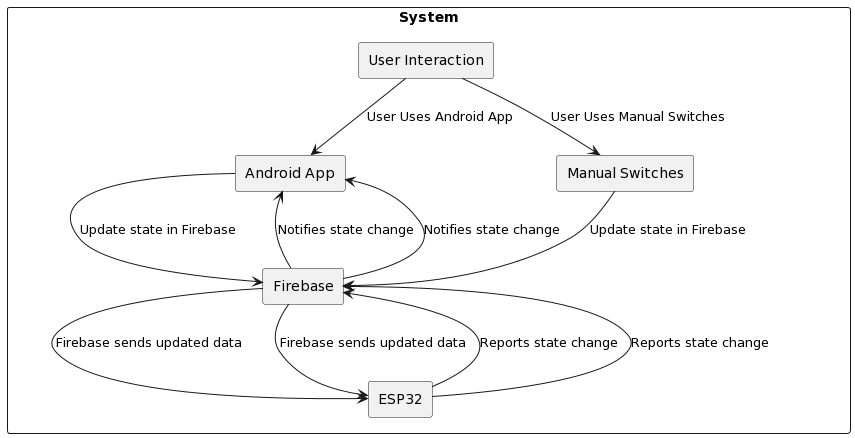 System
User Interaction
User Uses Android App
User Uses Manual Switches
Android App
Manual Switches
Update state in Firebase
Notifies state change
Notifies state change
Update state in Firebase
Firebase
Firebase sends updated data
Firebase sends updated data
Reports state change
Reports state change
ESP32